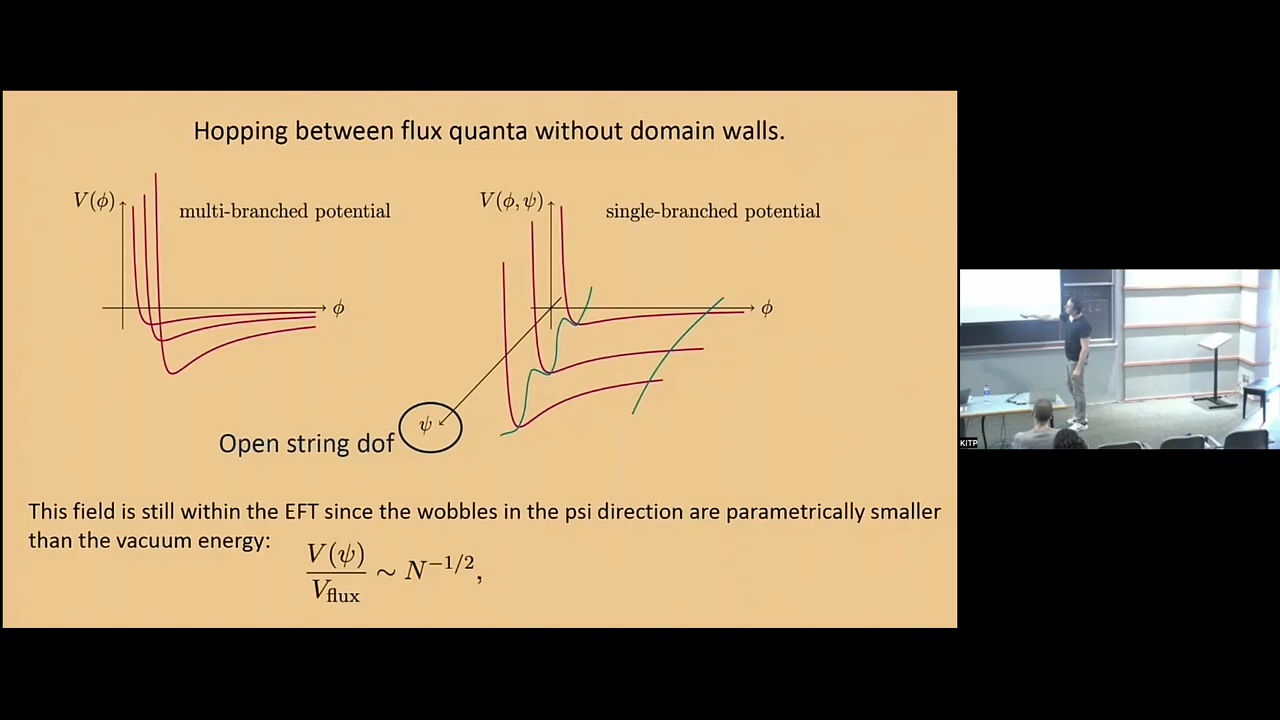 Hopping between flux quanta without domain walls.
V(ϕ)
multi-branched potential
ϕ
V(ϕ, ψ)
single-branched potential
ϕ
ψ
Open string dof
This field is still within the EFT since the wobbles in the psi direction are parametrically smaller
than the vacuum energy:
V(ψ)/V_flux ∼ N^{-1/2},
KITP